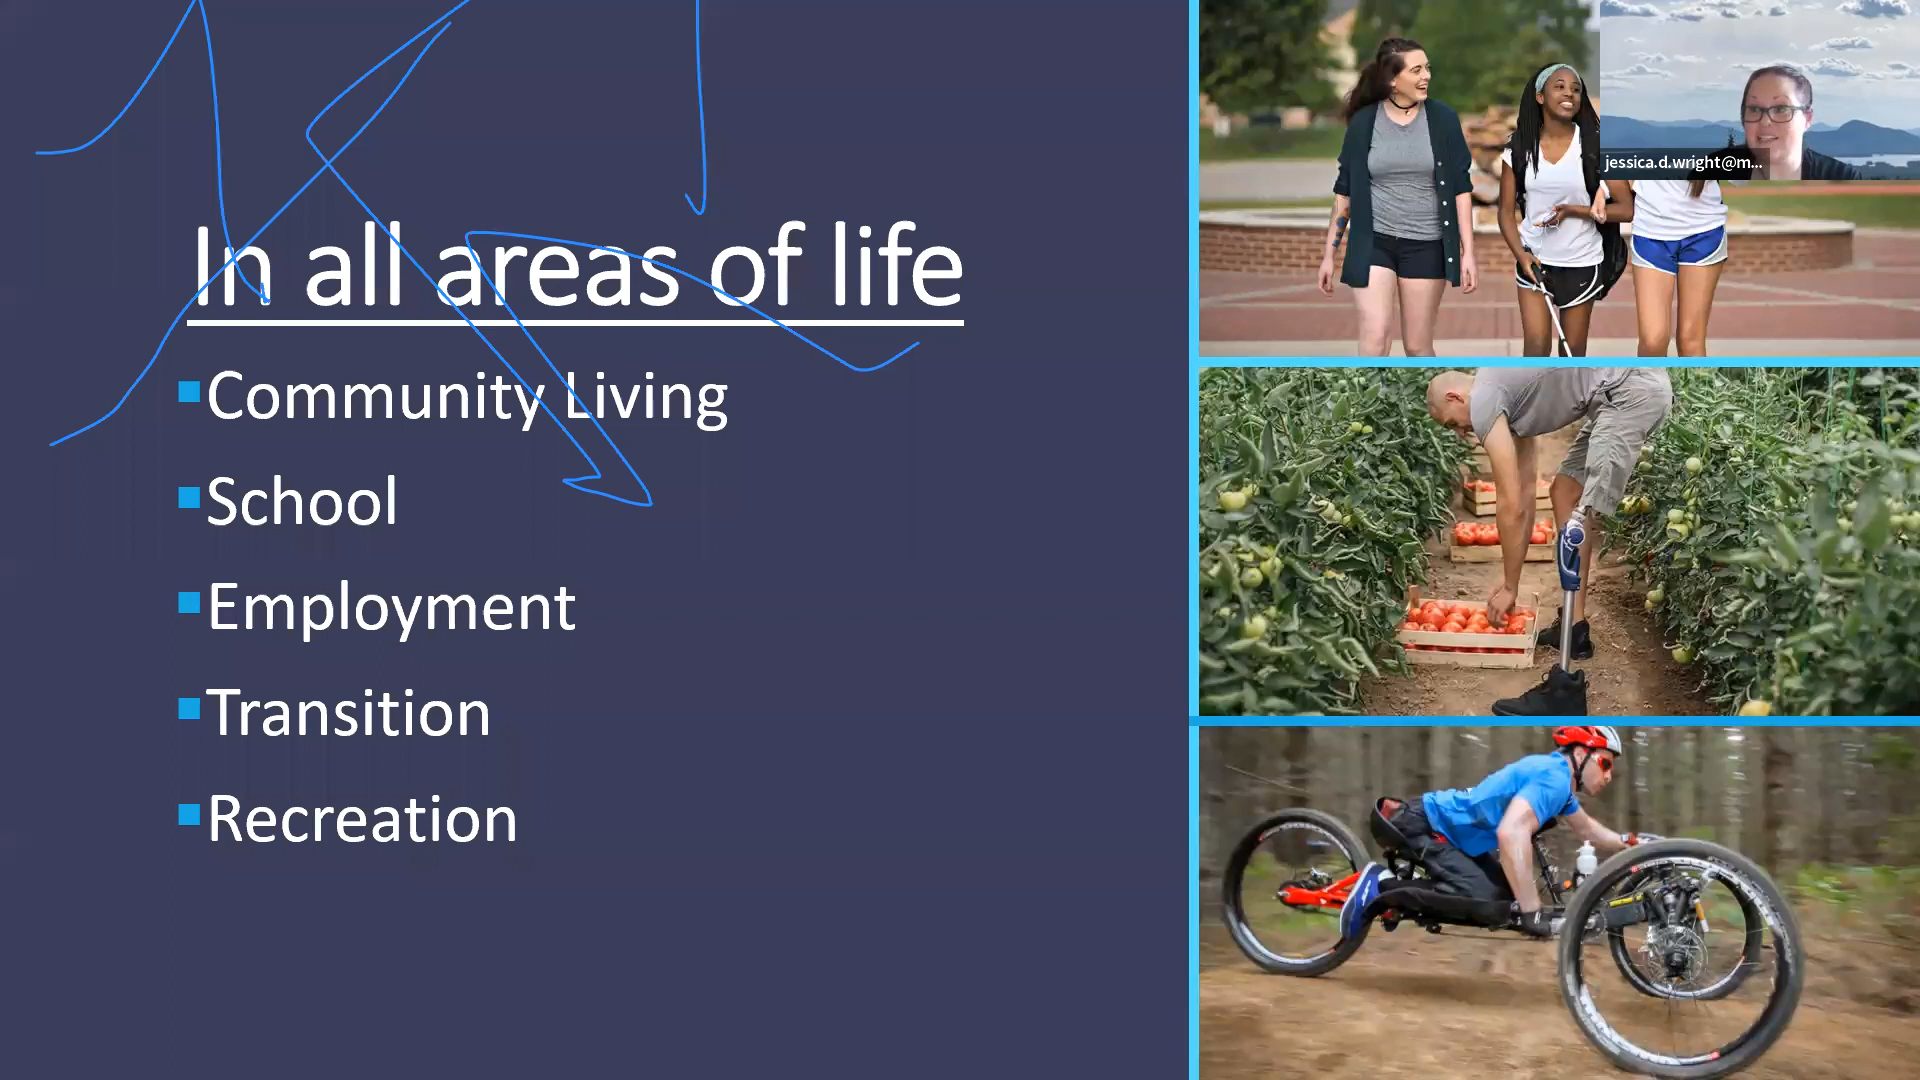 In all areas of life
Community Living
School
Employment
Transition
Recreation
jessica.d.wright@m...